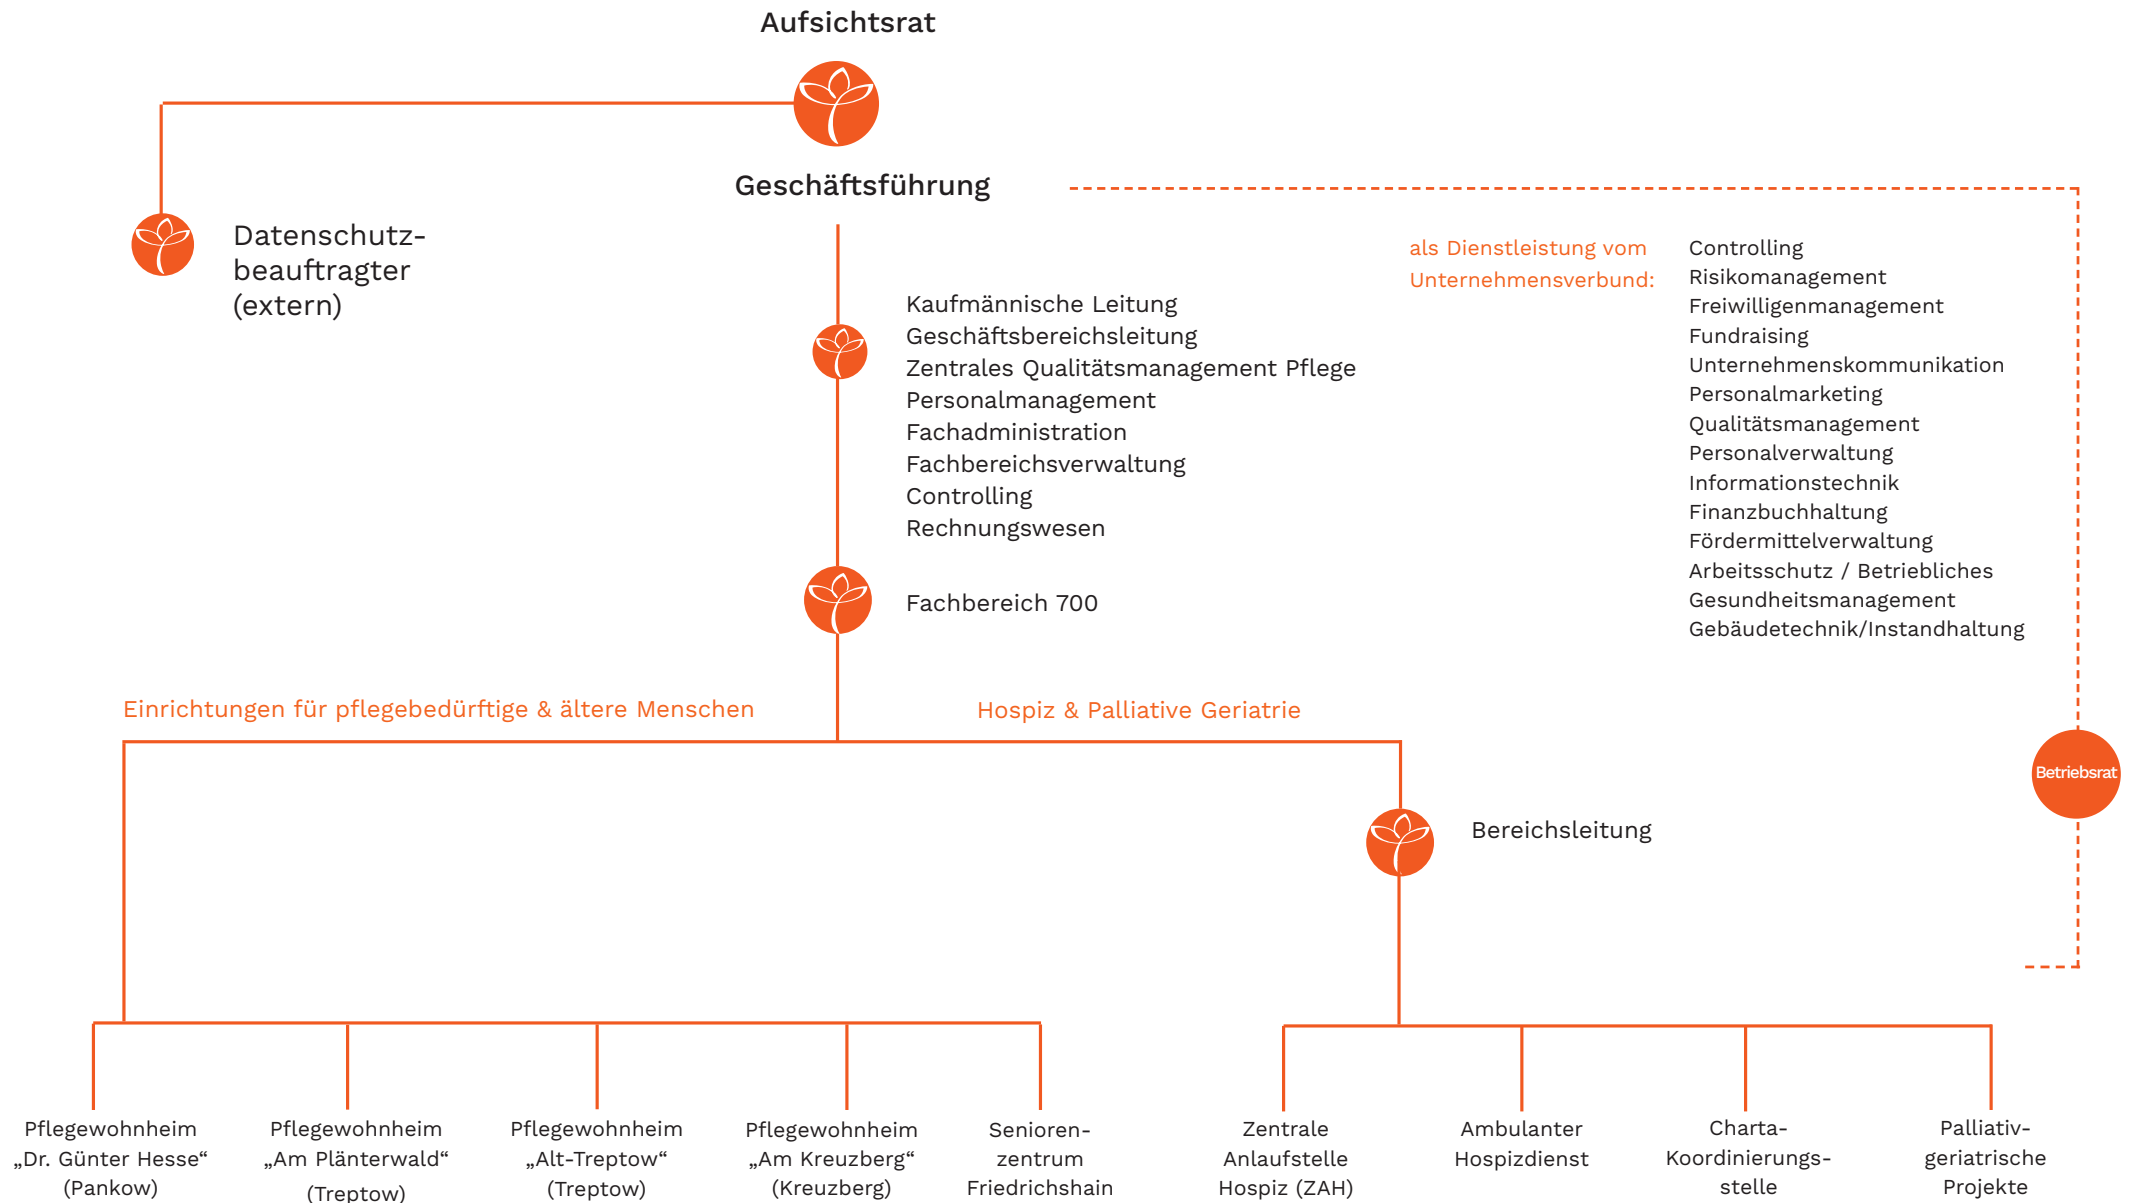 Aufsichtsrat
Geschäftsführung
Datenschutz-
beauftragter
(extern)
Kaufmännische Leitung
Geschäftsbereichsleitung
Zentrales Qualitätsmanagement Pflege
Personalmanagement
Fachadministration
Fachbereichsverwaltung
Controlling
Rechnungswesen
als Dienstleistung vom
Unternehmensverbund:
Controlling
Risikomanagement
Freiwilligenmanagement
Fundraising
Unternehmenskommunikation
Personalmarketing
Qualitätsmanagement
Personalverwaltung
Informationstechnik
Finanzbuchhaltung
Fördermittelverwaltung
Arbeitsschutz / Betriebliches
Gesundheitsmanagement
Gebäudetechnik/Instandhaltung
Fachbereich 700
Einrichtungen für pflegebedürftige & ältere Menschen
Hospiz & Palliative Geriatrie
Betriebsrat
Bereichsleitung
Pflegewohnheim
„Dr. Günter Hesse“
(Pankow)
Pflegewohnheim
„Am Plänterwald“
(Treptow)
Pflegewohnheim
„Alt-Treptow“
(Treptow)
Pflegewohnheim
„Am Kreuzberg“
(Kreuzberg)
Senioren-
zentrum
Friedrichshain
Zentrale
Anlaufstelle
Hospiz (ZAH)
Ambulanter
Hospizdienst
Charta-
Koordinierungs-
stelle
Palliativ-
geriatrische
Projekte